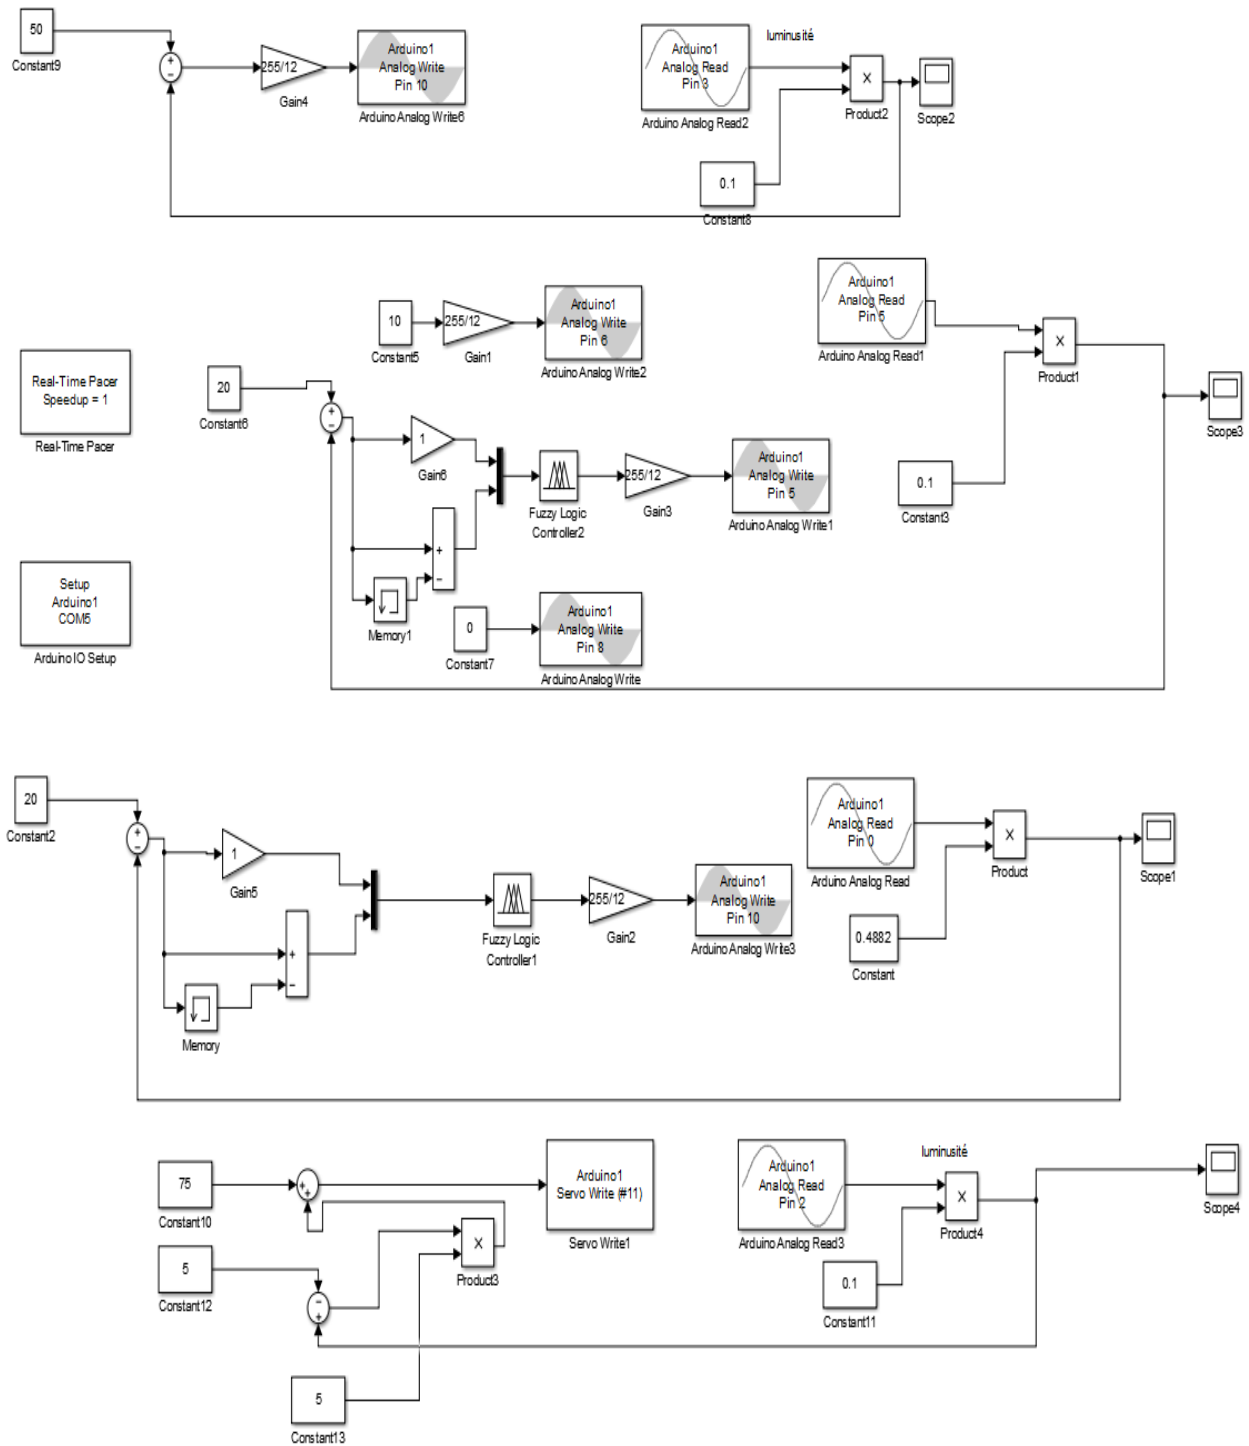 50
Constant9
+
−
255/12
Gain4
Arduino1
Analog Write
Pin 10
Arduino Analog Write6
Arduino1
Analog Read
Pin 3
Arduino Analog Read2
luminusité
×
Product2
Scope2
0.1
Constant8
10
Constant5
255/12
Gain1
Arduino1
Analog Write
Pin 6
Arduino Analog Write2
Arduino1
Analog Read
Pin 5
Arduino Analog Read1
×
Product1
Scope3
Real-Time Pacer
Speedup = 1
Real-Time Pacer
20
Constant6
+
−
1
Gain6
Fuzzy Logic
Controller2
255/12
Gain3
Arduino1
Analog Write
Pin 5
Arduino Analog Write1
0.1
Constant3
+
−
Memory1
Setup
Arduino1
COM5
Arduino IO Setup
0
Constant7
Arduino1
Analog Write
Pin 8
Arduino Analog Write
20
Constant2
+
−
1
Gain5
+
−
Memory
Fuzzy Logic
Controller1
255/12
Gain2
Arduino1
Analog Write
Pin 10
Arduino Analog Write3
Arduino1
Analog Read
Pin 0
Arduino Analog Read
×
Product
Scope1
0.4882
Constant
75
Constant10
+
+
Arduino1
Servo Write (#11)
Servo Write1
×
Product3
5
Constant12
−
+
5
Constant13
Arduino1
Analog Read
Pin 2
Arduino Analog Read3
luminusité
×
Product4
Scope4
0.1
Constant11